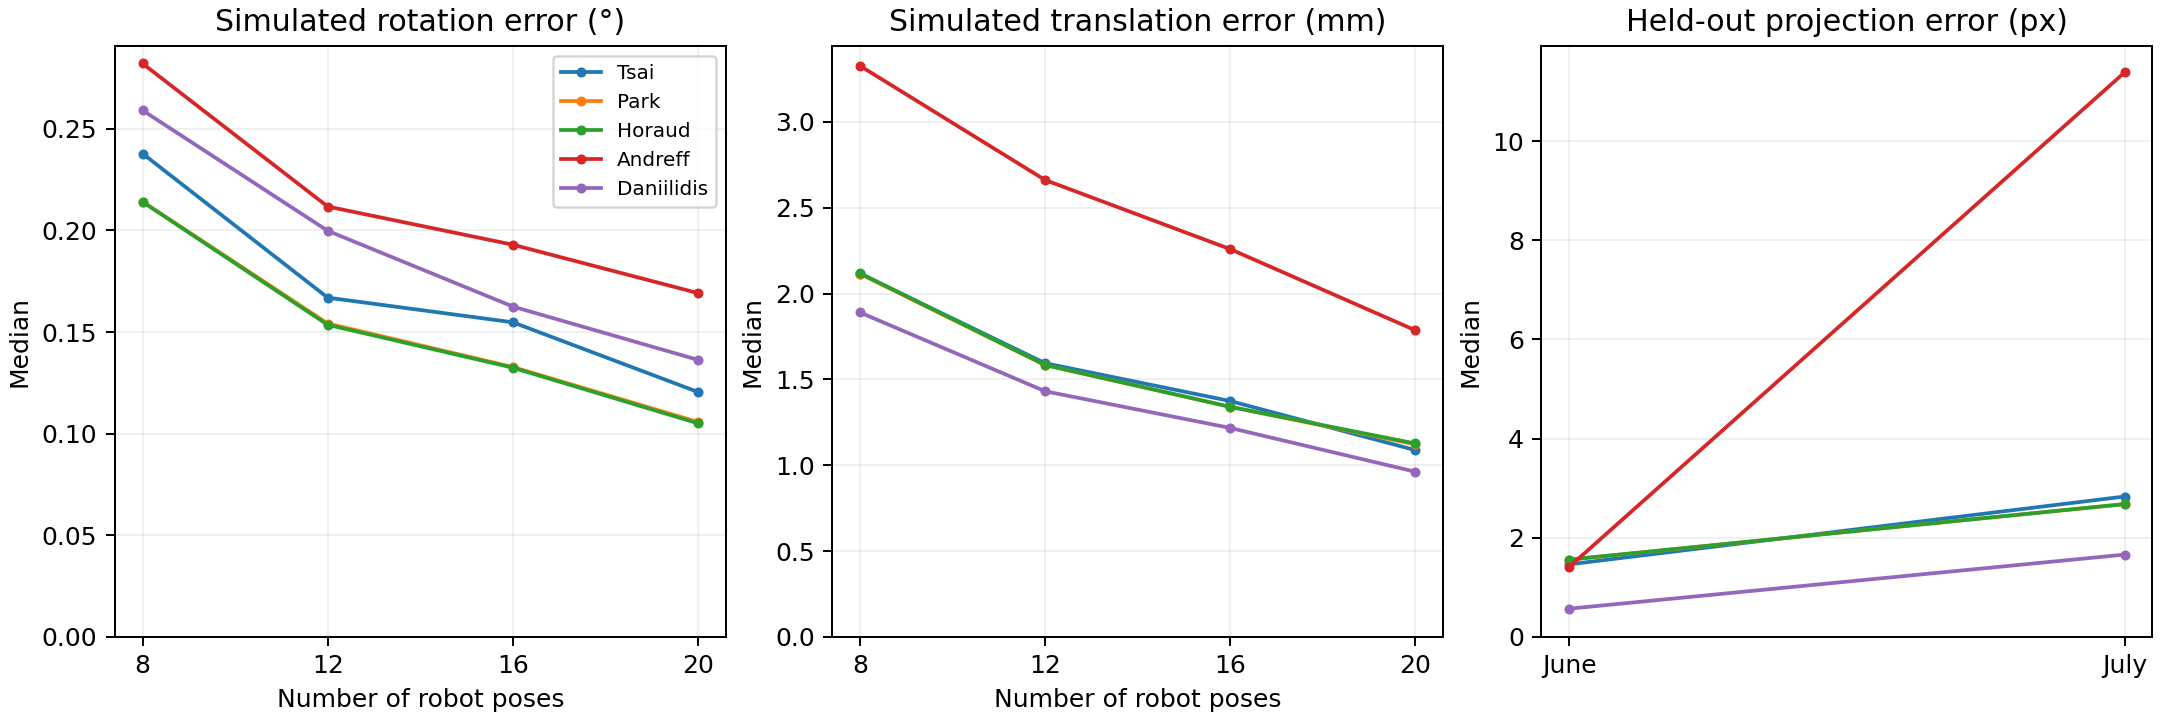 Simulated rotation error (°)
Median
0.25
0.20
0.15
0.10
0.05
0.00
8 12 16 20
Number of robot poses
Tsai
Park
Horaud
Andreff
Daniilidis
Simulated translation error (mm)
Median
3.0
2.5
2.0
1.5
1.0
0.5
0.0
8 12 16 20
Number of robot poses
Held-out projection error (px)
Median
10
8
6
4
2
0
June July